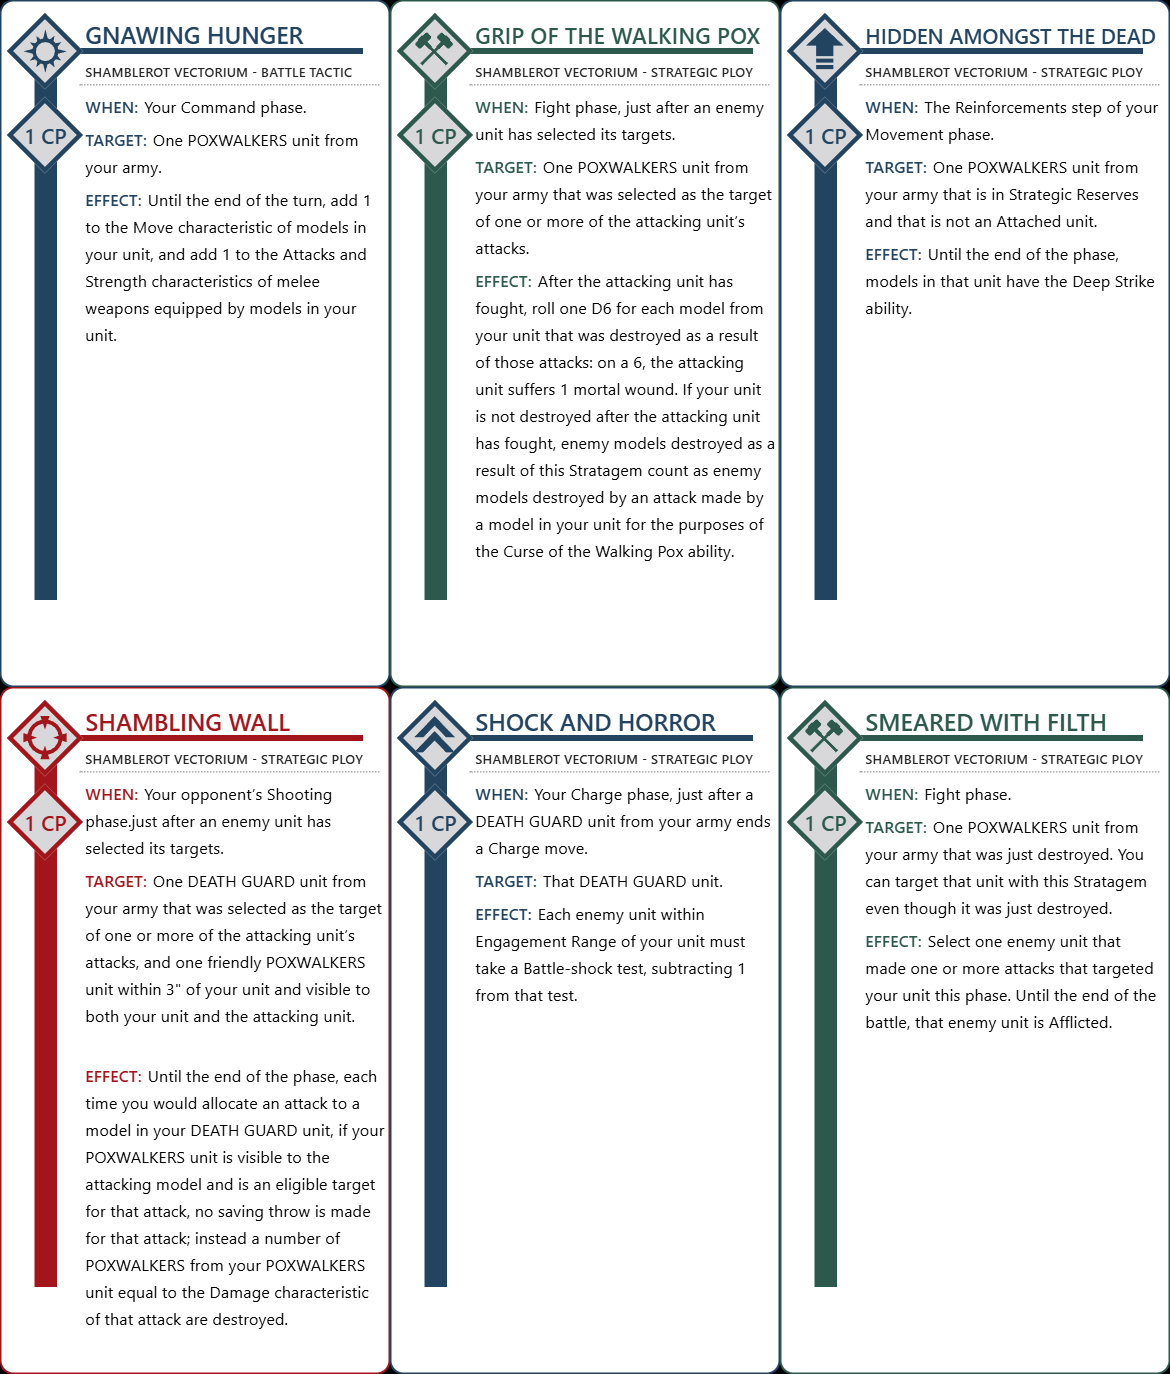 GNAWING HUNGER
SHAMBLEROT VECTORIUM - BATTLE TACTIC
1 CP
WHEN: Your Command phase.
TARGET: One POXWALKERS unit from
your army.
EFFECT: Until the end of the turn, add 1
to the Move characteristic of models in
your unit, and add 1 to the Attacks and
Strength characteristics of melee
weapons equipped by models in your
unit.
GRIP OF THE WALKING POX
SHAMBLEROT VECTORIUM - STRATEGIC PLOY
1 CP
WHEN: Fight phase, just after an enemy
unit has selected its targets.
TARGET: One POXWALKERS unit from
your army that was selected as the target
of one or more of the attacking unit's
attacks.
EFFECT: After the attacking unit has
fought, roll one D6 for each model from
your unit that was destroyed as a result
of those attacks: on a 6, the attacking
unit suffers 1 mortal wound. If your unit
is not destroyed after the attacking unit
has fought, enemy models destroyed as a
result of this Stratagem count as enemy
models destroyed by an attack made by
a model in your unit for the purposes of
the Curse of the Walking Pox ability.
HIDDEN AMONGST THE DEAD
SHAMBLEROT VECTORIUM - STRATEGIC PLOY
1 CP
WHEN: The Reinforcements step of your
Movement phase.
TARGET: One POXWALKERS unit from
your army that is in Strategic Reserves
and that is not an Attached unit.
EFFECT: Until the end of the phase,
models in that unit have the Deep Strike
ability.
SHAMBLING WALL
SHAMBLEROT VECTORIUM - STRATEGIC PLOY
1 CP
WHEN: Your opponent's Shooting
phase.just after an enemy unit has
selected its targets.
TARGET: One DEATH GUARD unit from
your army that was selected as the target
of one or more of the attacking unit's
attacks, and one friendly POXWALKERS
unit within 3" of your unit and visible to
both your unit and the attacking unit.
EFFECT: Until the end of the phase, each
time you would allocate an attack to a
model in your DEATH GUARD unit, if your
POXWALKERS unit is visible to the
attacking model and is an eligible target
for that attack, no saving throw is made
for that attack; instead a number of
POXWALKERS from your POXWALKERS
unit equal to the Damage characteristic
of that attack are destroyed.
SHOCK AND HORROR
SHAMBLEROT VECTORIUM - STRATEGIC PLOY
1 CP
WHEN: Your Charge phase, just after a
DEATH GUARD unit from your army ends
a Charge move.
TARGET: That DEATH GUARD unit.
EFFECT: Each enemy unit within
Engagement Range of your unit must
take a Battle-shock test, subtracting 1
from that test.
SMEARED WITH FILTH
SHAMBLEROT VECTORIUM - STRATEGIC PLOY
1 CP
WHEN: Fight phase.
TARGET: One POXWALKERS unit from
your army that was just destroyed. You
can target that unit with this Stratagem
even though it was just destroyed.
EFFECT: Select one enemy unit that
made one or more attacks that targeted
your unit this phase. Until the end of the
battle, that enemy unit is Afflicted.